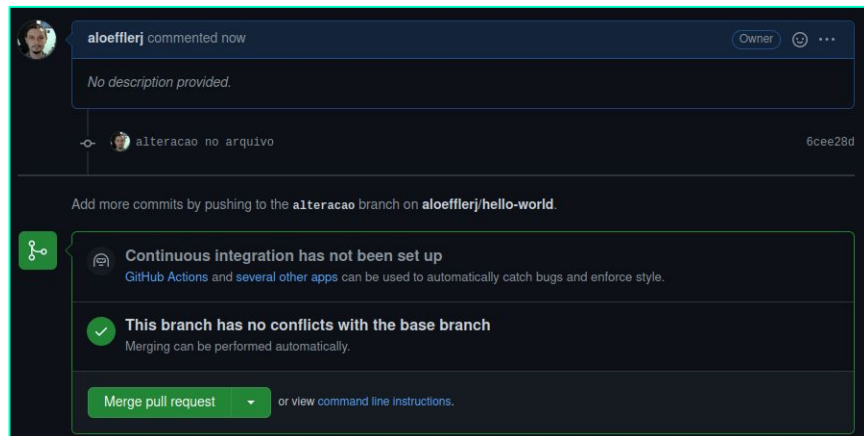 aloefflerj commented now Owner
No description provided.
alteracao no arquivo 6cee28d
Add more commits by pushing to the alteracao branch on aloefflerj/hello-world.
Continuous integration has not been set up
GitHub Actions and several other apps can be used to automatically catch bugs and enforce style.
This branch has no conflicts with the base branch
Merging can be performed automatically.
Merge pull request or view command line instructions.